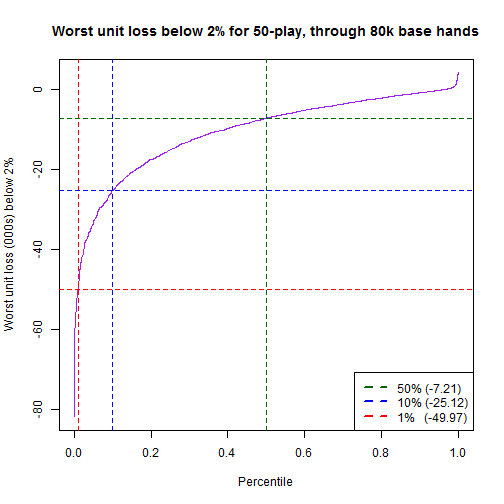 Worst unit loss below 2% for 50-play, through 80k base hands
Worst unit loss (000s) below 2%
0
-20
-40
-60
-80
50% (-7.21)
10% (-25.12)
1% (-49.97)
0.0 0.2 0.4 0.6 0.8 1.0
Percentile